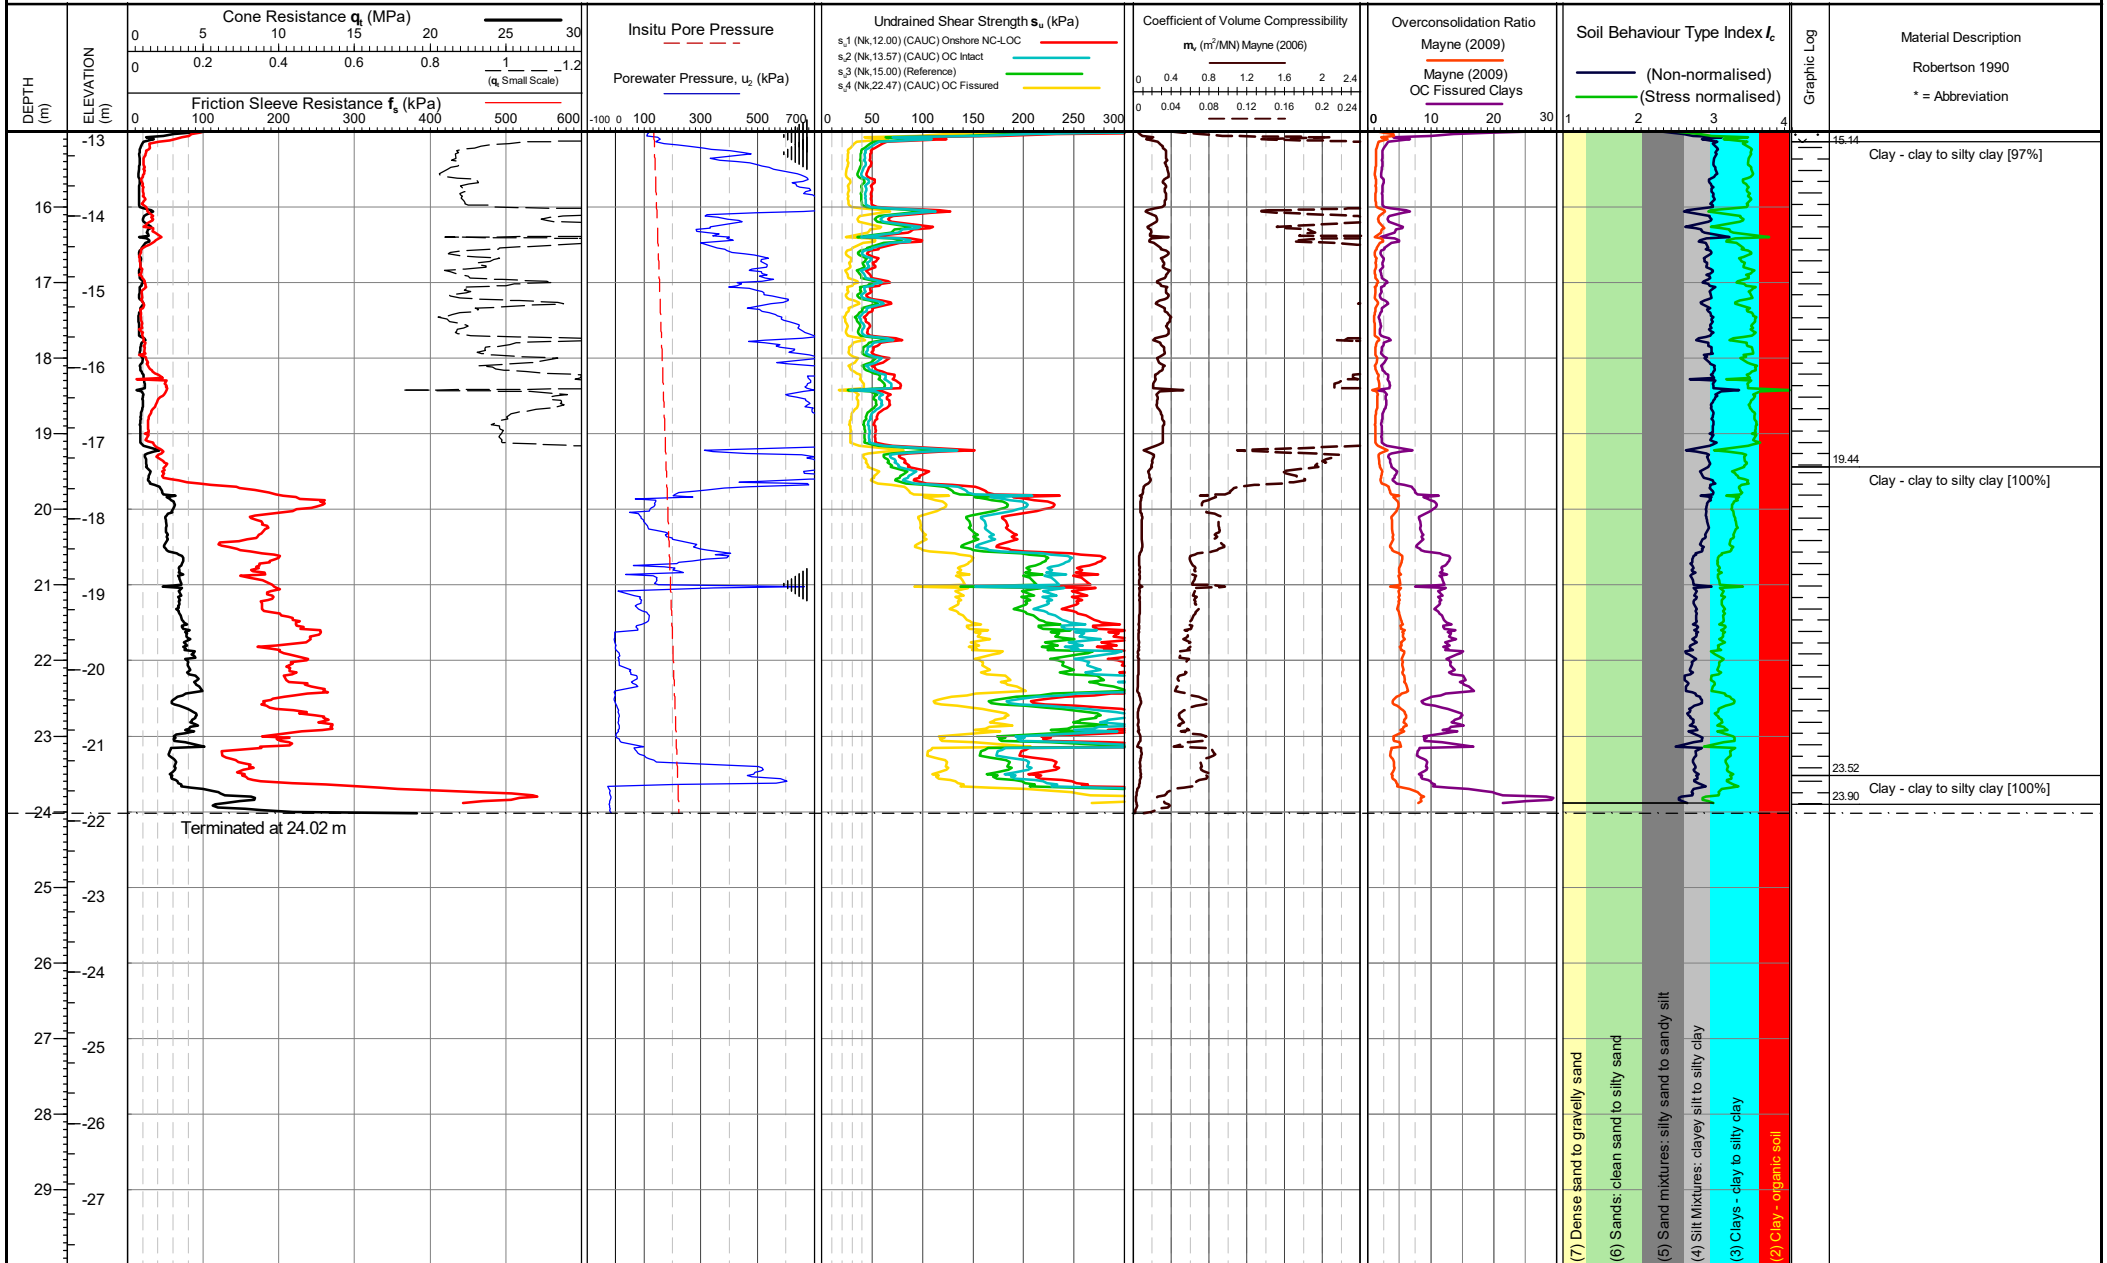 DEPTH (m)
ELEVATION (m)
Cone Resistance qt (MPa)
0 5 10 15 20 25 30
0 0.2 0.4 0.6 0.8 1 1.2
(qt Small Scale)
Friction Sleeve Resistance fs (kPa)
0 100 200 300 400 500 600
Insitu Pore Pressure
Porewater Pressure, u2 (kPa)
-100 0 100 300 500 700
Undrained Shear Strength su (kPa)
su1 (Nk,12.00) (CAUC) Onshore NC-LOC
su2 (Nk,13.57) (CAUC) OC Intact
su3 (Nk,15.00) (Reference)
su4 (Nk,22.47) (CAUC) OC Fissured
0 50 100 150 200 250 300
Coefficient of Volume Compressibility
mv (m²/MN) Mayne (2006)
0 0.4 0.8 1.2 1.6 2 2.4
0 0.04 0.08 0.12 0.16 0.2 0.24
Overconsolidation Ratio
Mayne (2009)
Mayne (2009)
OC Fissured Clays
0 10 20 30
Soil Behaviour Type Index Ic
(Non-normalised)
(Stress normalised)
1 2 3 4
Graphic Log
Material Description
Robertson 1990
* = Abbreviation
-13
15.14
Clay - clay to silty clay [97%]
16
-14
17
-15
18
-16
19
-17
19.44
Clay - clay to silty clay [100%]
20
-18
21
-19
22
-20
23
-21
23.52
Clay - clay to silty clay [100%]
23.90
24
-22
Terminated at 24.02 m
25
-23
26
-24
27
-25
28
-26
29
-27
(7) Dense sand to gravelly sand
(6) Sands: clean sand to silty sand
(5) Sand mixtures: silty sand to sandy silt
(4) Silt Mixtures: clayey silt to silty clay
(3) Clays - clay to silty clay
(2) Clay - organic soil